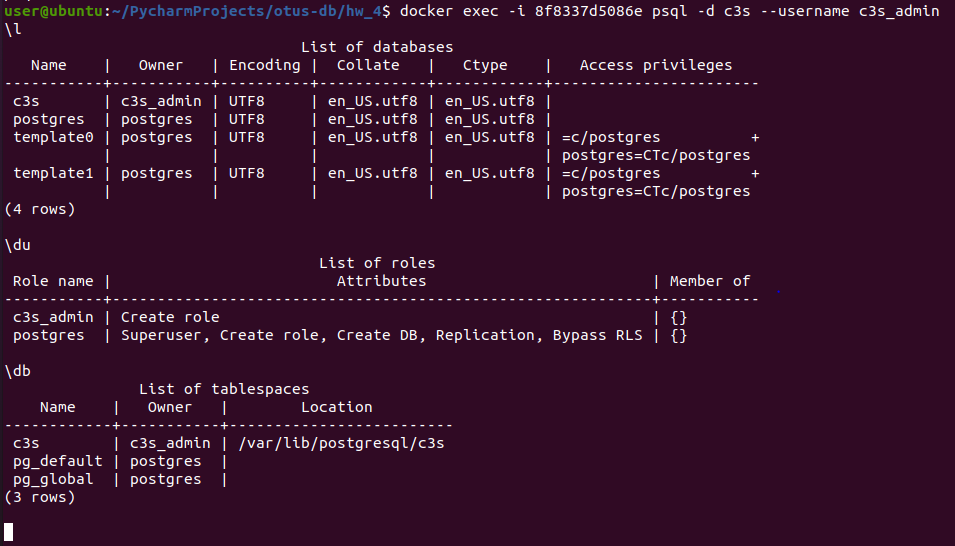 user@ubuntu:~/PycharmProjects/otus-db/hw_4$ docker exec -i 8f8337d5086e psql -d c3s --username c3s_admin
\l
                                 List of databases
   Name    |   Owner   | Encoding |  Collate   |   Ctype    |   Access privileges
-----------+-----------+----------+------------+------------+-----------------------
 c3s       | c3s_admin | UTF8     | en_US.utf8 | en_US.utf8 |
 postgres  | postgres  | UTF8     | en_US.utf8 | en_US.utf8 |
 template0 | postgres  | UTF8     | en_US.utf8 | en_US.utf8 | =c/postgres          +
           |           |          |            |            | postgres=CTc/postgres
 template1 | postgres  | UTF8     | en_US.utf8 | en_US.utf8 | =c/postgres          +
           |           |          |            |            | postgres=CTc/postgres
(4 rows)

\du
                                   List of roles
 Role name |                         Attributes                         | Member of
-----------+------------------------------------------------------------+-----------
 c3s_admin | Create role                                                | {}
 postgres  | Superuser, Create role, Create DB, Replication, Bypass RLS | {}

\db
               List of tablespaces
    Name    |   Owner   |        Location
------------+-----------+-------------------------
 c3s        | c3s_admin | /var/lib/postgresql/c3s
 pg_default | postgres  |
 pg_global  | postgres  |
(3 rows)